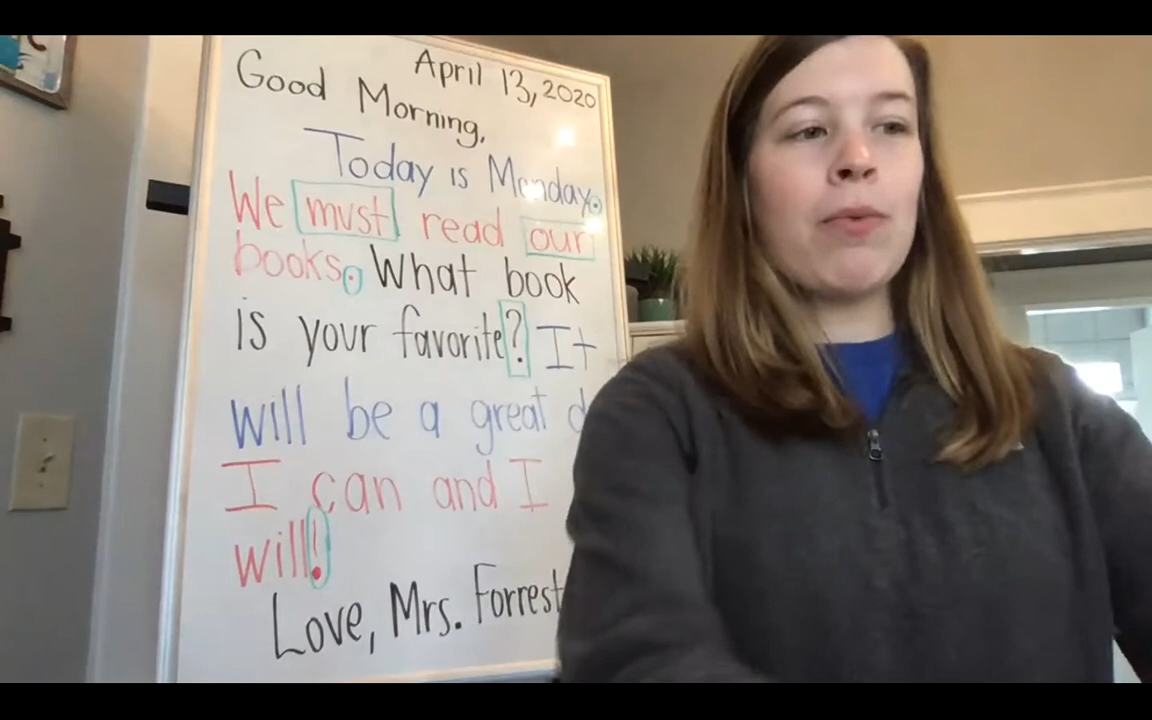 April 13, 2020
Good Morning,
Today is Monday.
We must read our
books. What book
is your favorite? It
will be a great d
I can and I
will!
Love, Mrs. Forrest